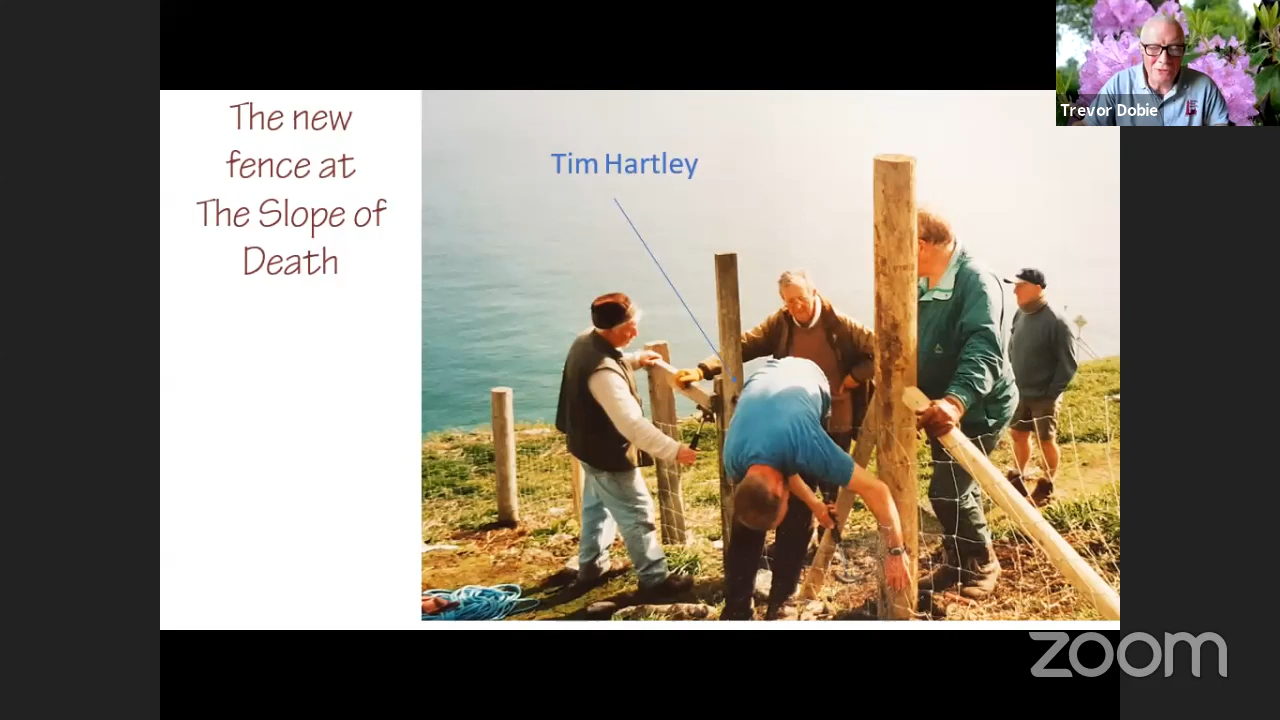 The new
fence at
The Slope of
Death
Tim Hartley
Trevor Dobie
zoom